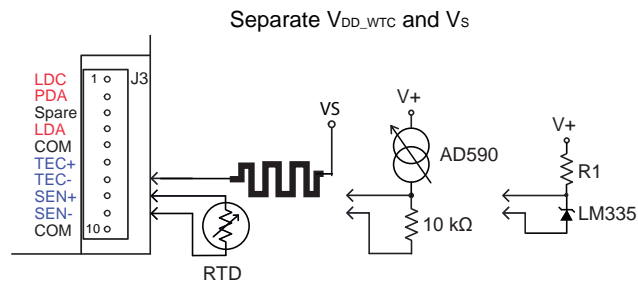 Separate VDD_WTC and VS
LDC
PDA
Spare
LDA
COM
TEC+
TEC-
SEN+
SEN-
COM
1
J3
10
VS
RTD
V+
AD590
10 kΩ
V+
R1
LM335